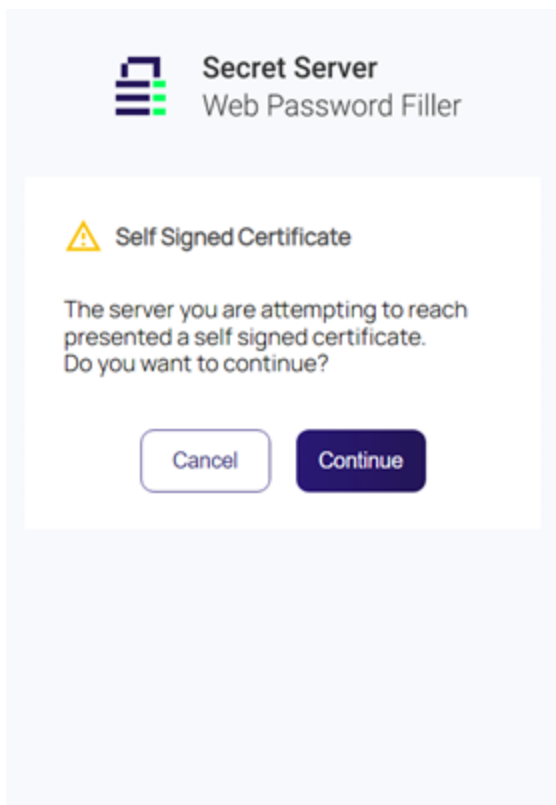 Secret Server
Web Password Filler
Self Signed Certificate
The server you are attempting to reach
presented a self signed certificate.
Do you want to continue?
Cancel
Continue